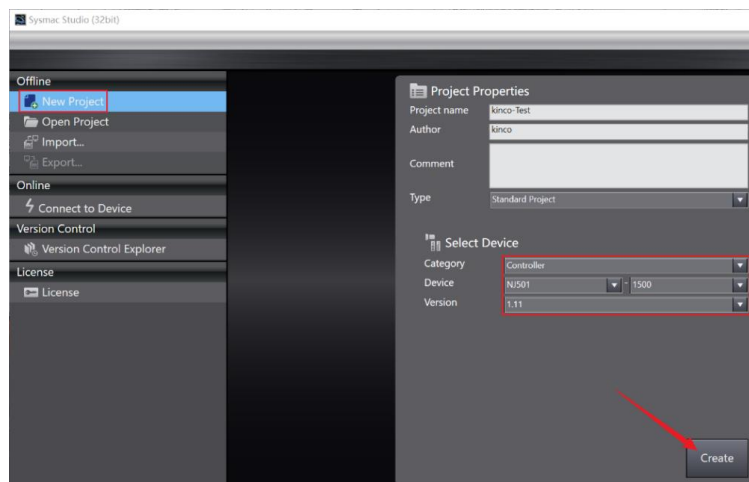 Sysmac Studio (32bit)
Offline
New Project
Open Project
Import...
Export...
Online
Connect to Device
Version Control
Version Control Explorer
License
License
Project Properties
Project name kinco-Test
Author kinco
Comment
Type Standard Project
Select Device
Category Controller
Device NJ501 - 1500
Version 1.11
Create